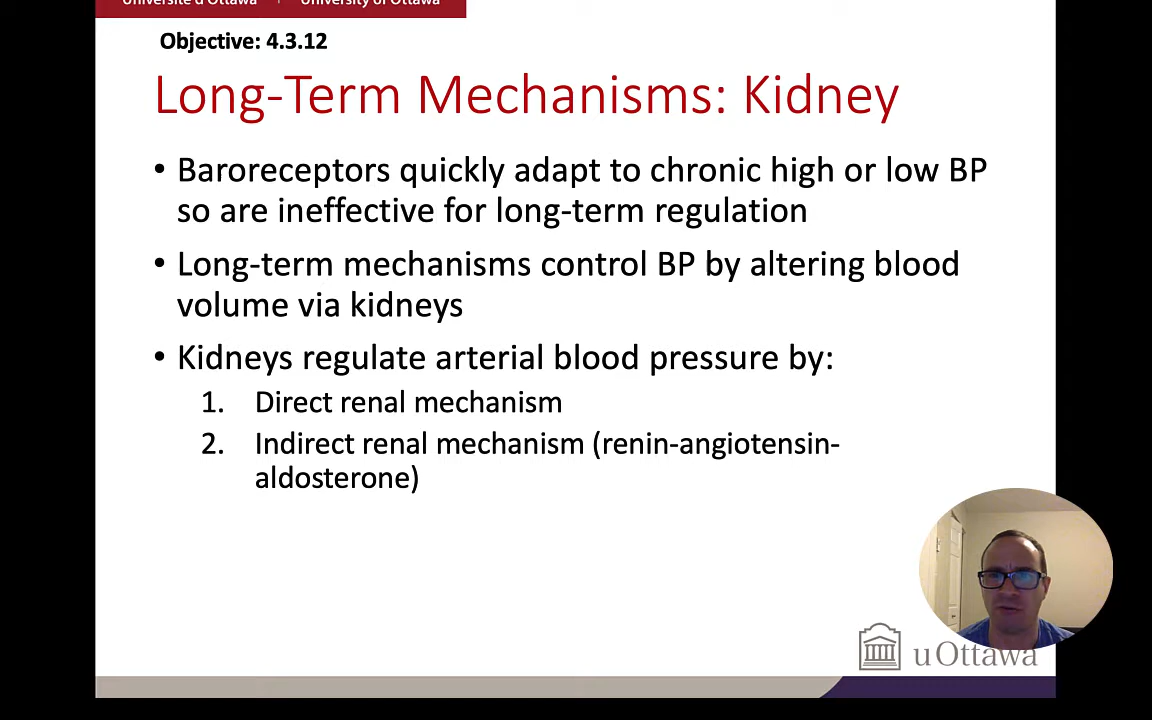 Université d'Ottawa | University of Ottawa
Objective: 4.3.12
Long-Term Mechanisms: Kidney
• Baroreceptors quickly adapt to chronic high or low BP
so are ineffective for long-term regulation
• Long-term mechanisms control BP by altering blood
volume via kidneys
• Kidneys regulate arterial blood pressure by:
1. Direct renal mechanism
2. Indirect renal mechanism (renin-angiotensin-
aldosterone)
uOttawa